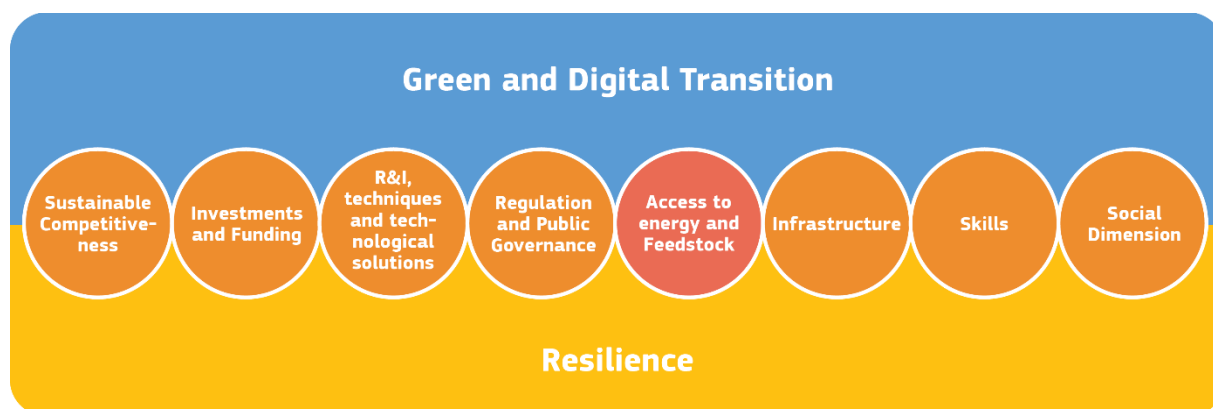 Green and Digital Transition
Sustainable
Competitive-
ness
Investments
and Funding
R&I,
techniques
and tech-
nological
solutions
Regulation
and Public
Governance
Access to
energy and
Feedstock
Infrastructure
Skills
Social
Dimension
Resilience